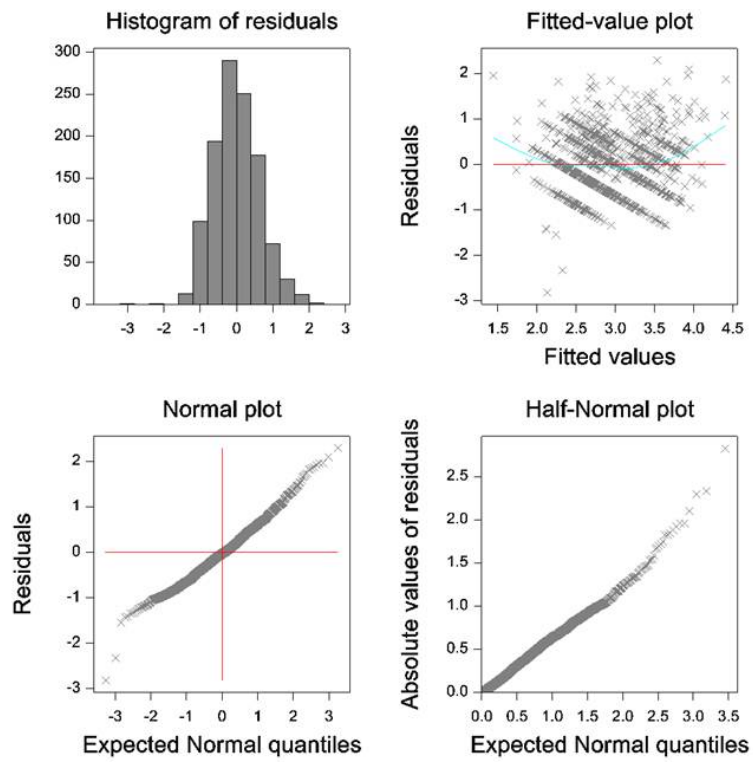 Histogram of residuals
300
250
200
150
100
50
0
-3 -2 -1 0 1 2 3
Fitted-value plot
Residuals
2
1
0
-1
-2
-3
1.5 2.0 2.5 3.0 3.5 4.0 4.5
Fitted values
Normal plot
Residuals
2
1
0
-1
-2
-3
-3 -2 -1 0 1 2 3
Expected Normal quantiles
Half-Normal plot
Absolute values of residuals
2.5
2.0
1.5
1.0
0.5
0.0
0.0 0.5 1.0 1.5 2.0 2.5 3.0 3.5
Expected Normal quantiles